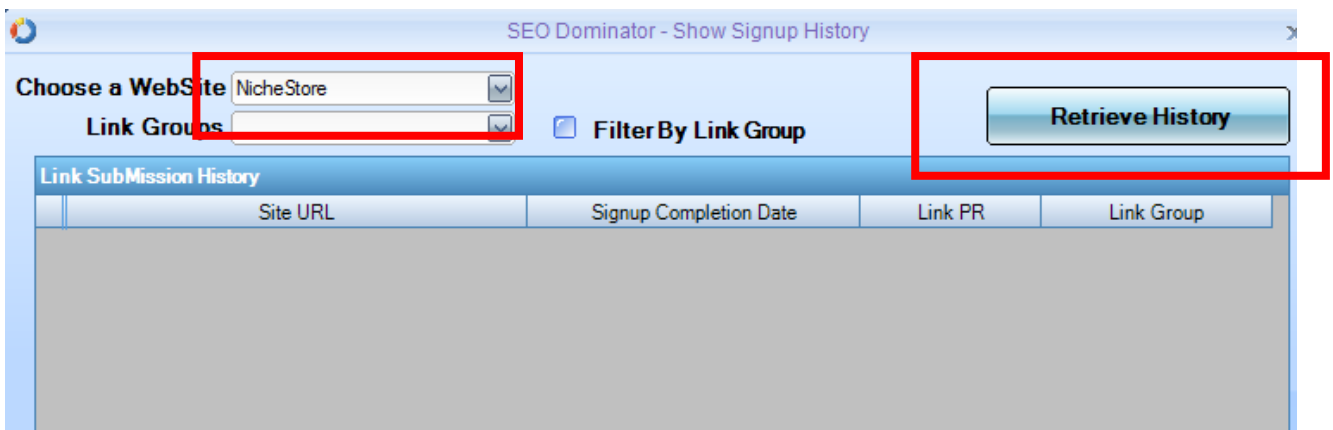 SEO Dominator - Show Signup History
Choose a WebSite NicheStore
Link Groups Filter By Link Group Retrieve History
Link SubMission History
Site URL Signup Completion Date Link PR Link Group